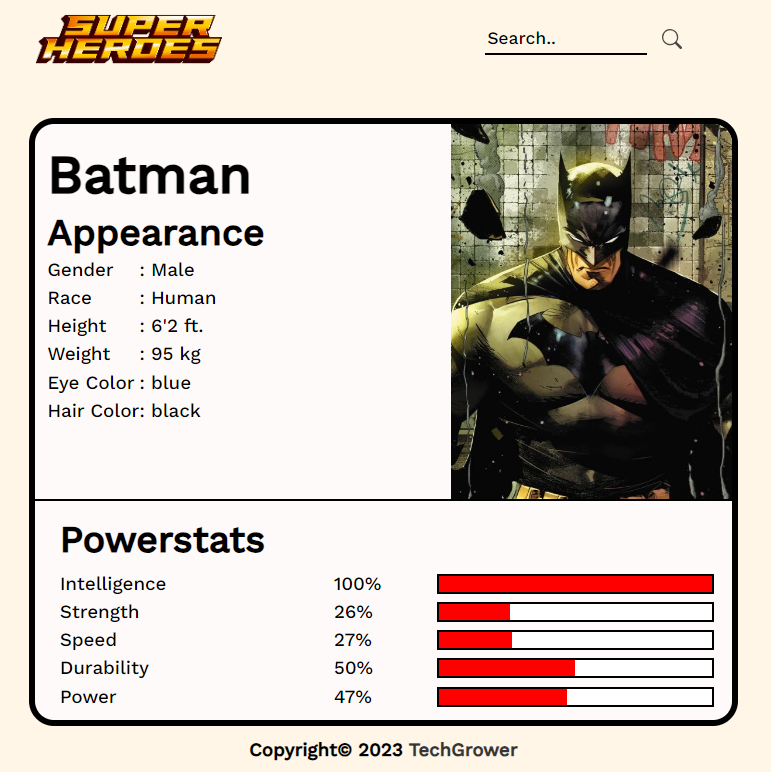 SUPER
HEROES
Search..
Batman
Appearance
Gender : Male
Race : Human
Height : 6'2 ft.
Weight : 95 kg
Eye Color : blue
Hair Color: black
Powerstats
Intelligence 100%
Strength 26%
Speed 27%
Durability 50%
Power 47%
Copyright© 2023 TechGrower